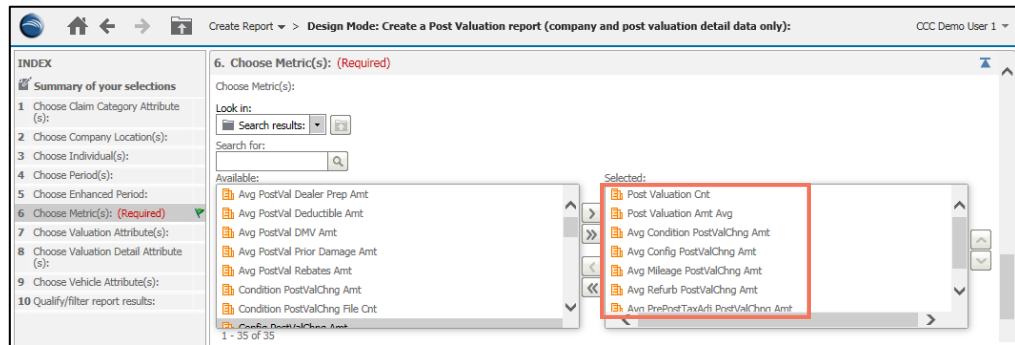 Create Report > Design Mode: Create a Post Valuation report (company and post valuation detail data only):
CCC Demo User 1
INDEX
Summary of your selections
1 Choose Claim Category Attribute
(s):
2 Choose Company Location(s):
3 Choose Individual(s):
4 Choose Period(s):
5 Choose Enhanced Period:
6 Choose Metric(s): (Required)
7 Choose Valuation Attribute(s):
8 Choose Valuation Detail Attribute
(s):
9 Choose Vehicle Attribute(s):
10 Qualify/filter report results:
6. Choose Metric(s): (Required)
Choose Metric(s):
Look in:
Search results:
Search for:
Available:
Avg PostVal Dealer Prep Amt
Avg PostVal Deductible Amt
Avg PostVal DMV Amt
Avg PostVal Prior Damage Amt
Avg PostVal Rebates Amt
Condition PostValChng Amt
Condition PostValChng File Cnt
Config PostValChng Amt
1 - 35 of 35
Selected:
Post Valuation Cnt
Post Valuation Amt Avg
Avg Condition PostValChng Amt
Avg Config PostValChng Amt
Avg Mileage PostValChng Amt
Avg Refurb PostValChng Amt
Avg PrePostTaxAdj PostValChng Amt